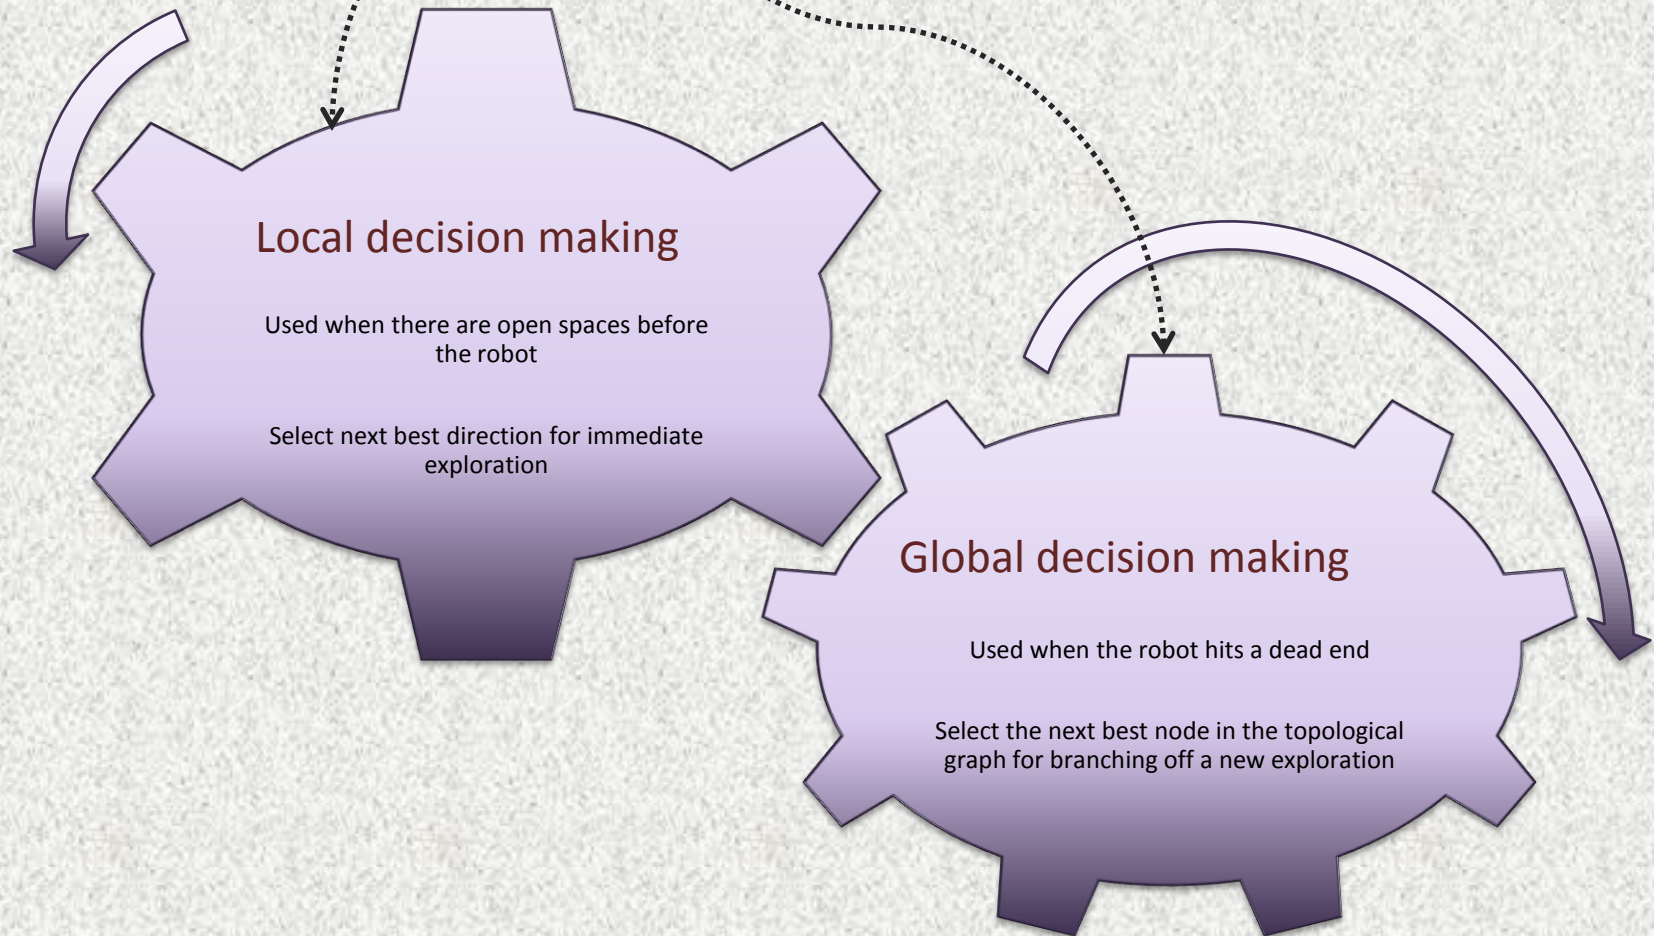 Local decision making
Used when there are open spaces before
the robot
Select next best direction for immediate
exploration
Global decision making
Used when the robot hits a dead end
Select the next best node in the topological
graph for branching off a new exploration